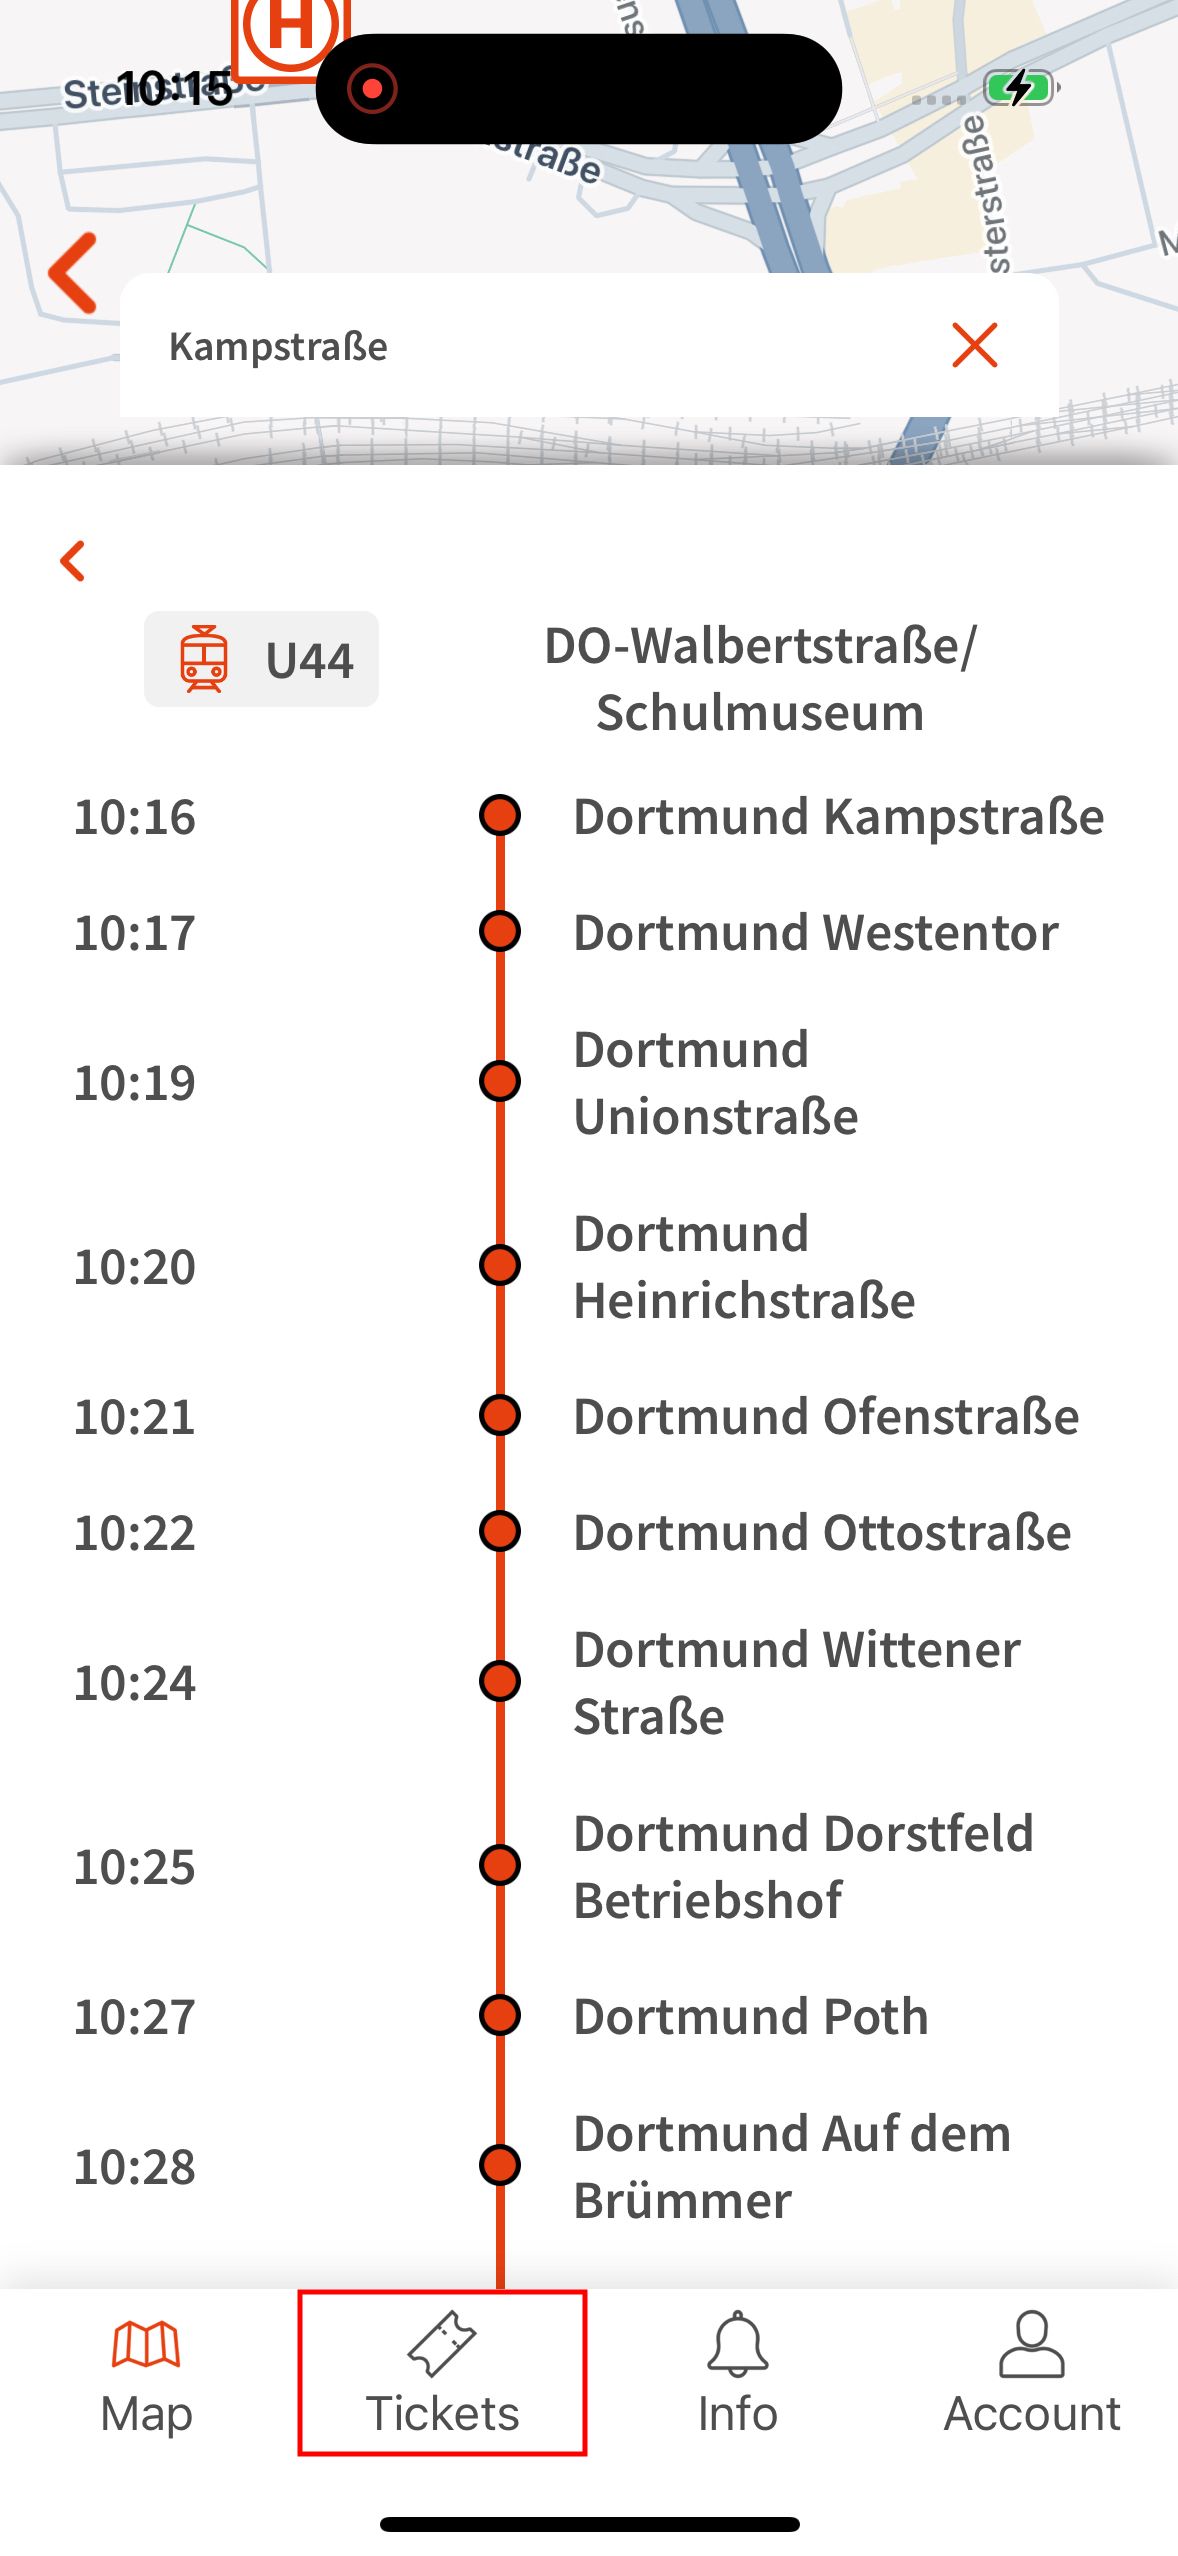 H
10:15
straße
sterstraße
Kampstraße
U44
DO-Walbertstraße/
Schulmuseum
10:16 Dortmund Kampstraße
10:17 Dortmund Westentor
10:19 Dortmund
Unionstraße
10:20 Dortmund
Heinrichstraße
10:21 Dortmund Ofenstraße
10:22 Dortmund Ottostraße
10:24 Dortmund Wittener
Straße
10:25 Dortmund Dorstfeld
Betriebshof
10:27 Dortmund Poth
10:28 Dortmund Auf dem
Brümmer
Map Tickets Info Account